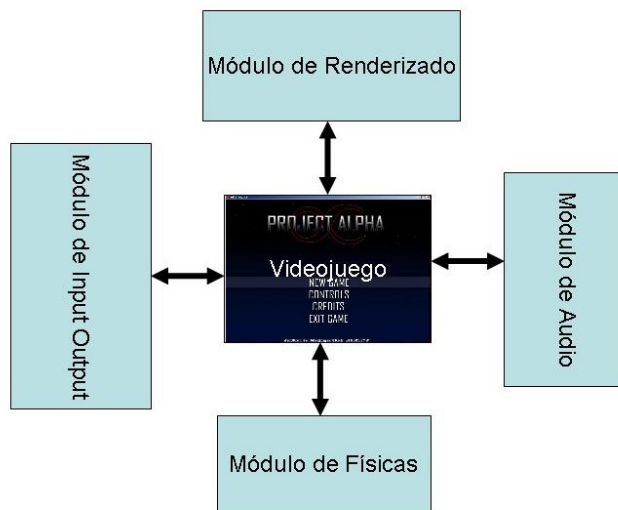 Módulo de Renderizado
Módulo de Input Output
PROJECT ALPHA
Videojuego
NEW GAME
CONTROLS
CREDITS
EXIT GAME
Módulo de Audio
Módulo de Físicas